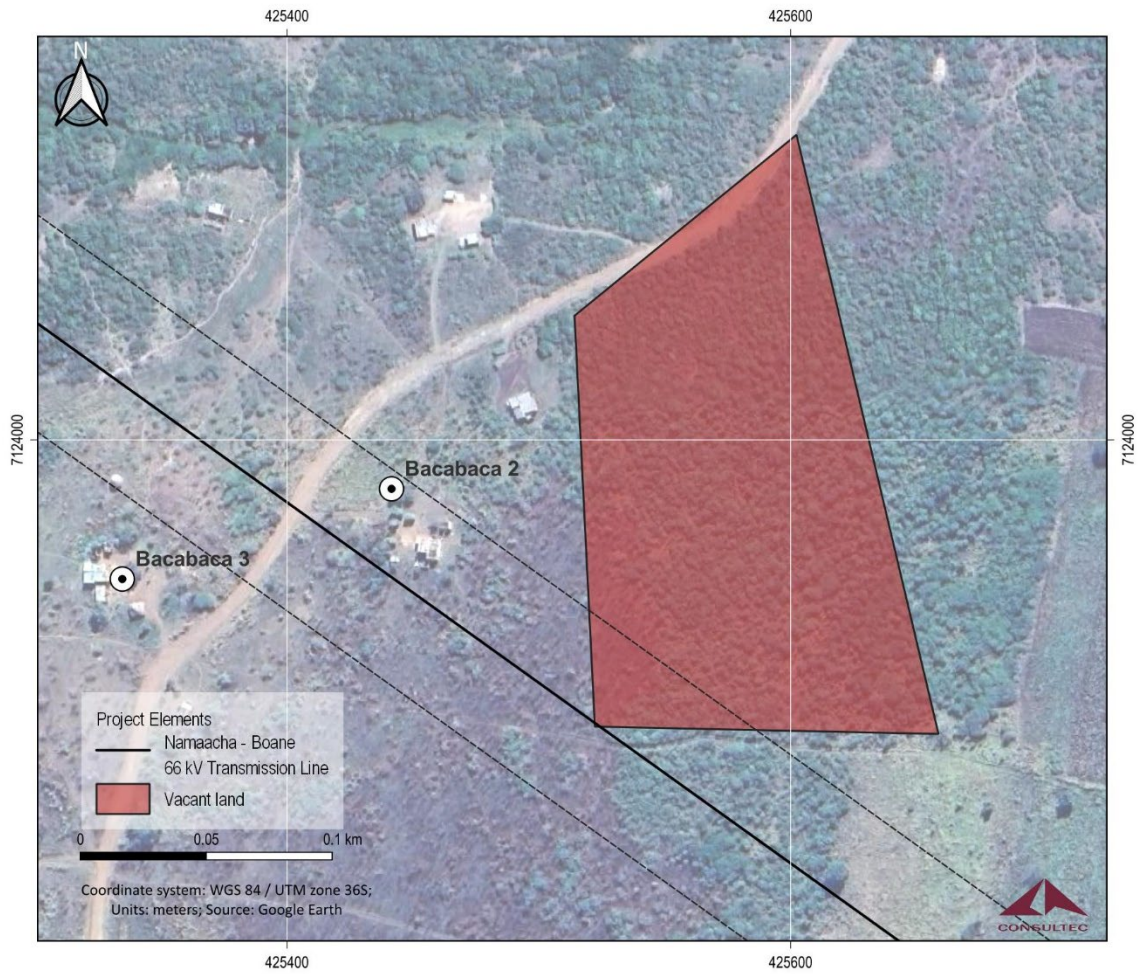 425400
425600
N
7124000
7124000
Bacabaca 2
Bacabaca 3
Project Elements
Namaacha - Boane
66 kV Transmission Line
Vacant land
0 0.05 0.1 km
Coordinate system: WGS 84 / UTM zone 36S;
Units: meters; Source: Google Earth
CONSULTEC
425400
425600